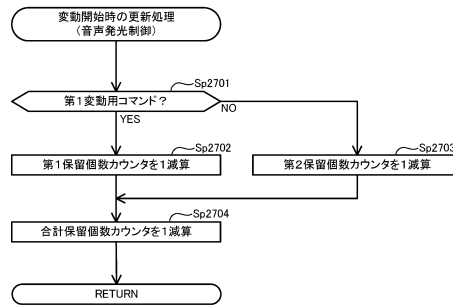 変動開始時の更新処理
(音声発光制御)
Sp2701
第1変動用コマンド?
YES
NO
Sp2702
第1保留個数カウンタを1減算
Sp2703
第2保留個数カウンタを1減算
Sp2704
合計保留個数カウンタを1減算
RETURN